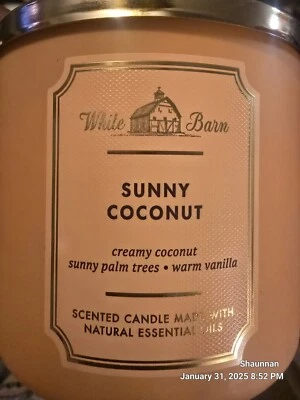 White Barn
SUNNY
COCONUT
creamy coconut
sunny palm trees • warm vanilla
SCENTED CANDLE MADE WITH
NATURAL ESSENTIAL OILS
Shaunnan
January 31, 2025 8:52 PM